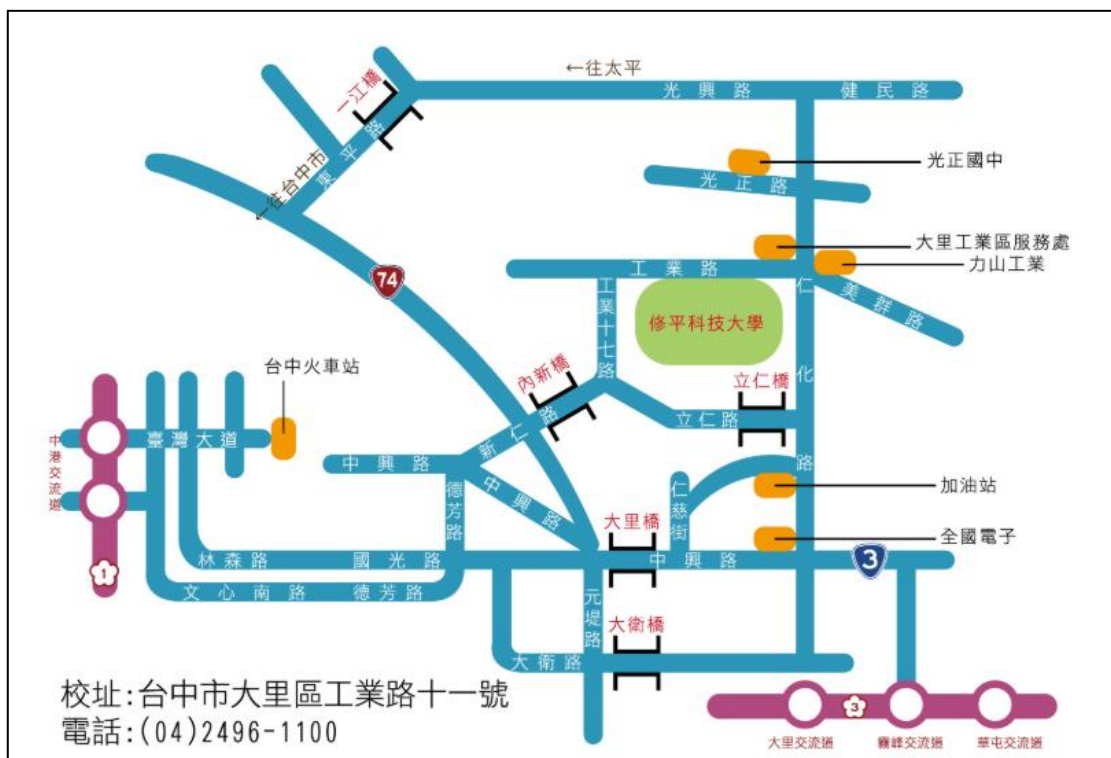 ←往太平
一江橋
光興路
健民路
東平路
←往台中市
光正國中
光正路
大里工業區服務處
力山工業
工業路
美群路
74
工業十七路
修平科技大學
仁化路
台中火車站
內新橋
立仁橋
新仁路
立仁路
中港交流道
臺灣大道
中興路
中興路
德芳路
仁慈街
加油站
大里橋
全國電子
林森路
國光路
中興路
3
1
文心南路
德芳路
元堤路
大衛橋
大衛路
校址:台中市大里區工業路十一號
電話:(04)2496-1100
3
大里交流道
霧峰交流道
草屯交流道